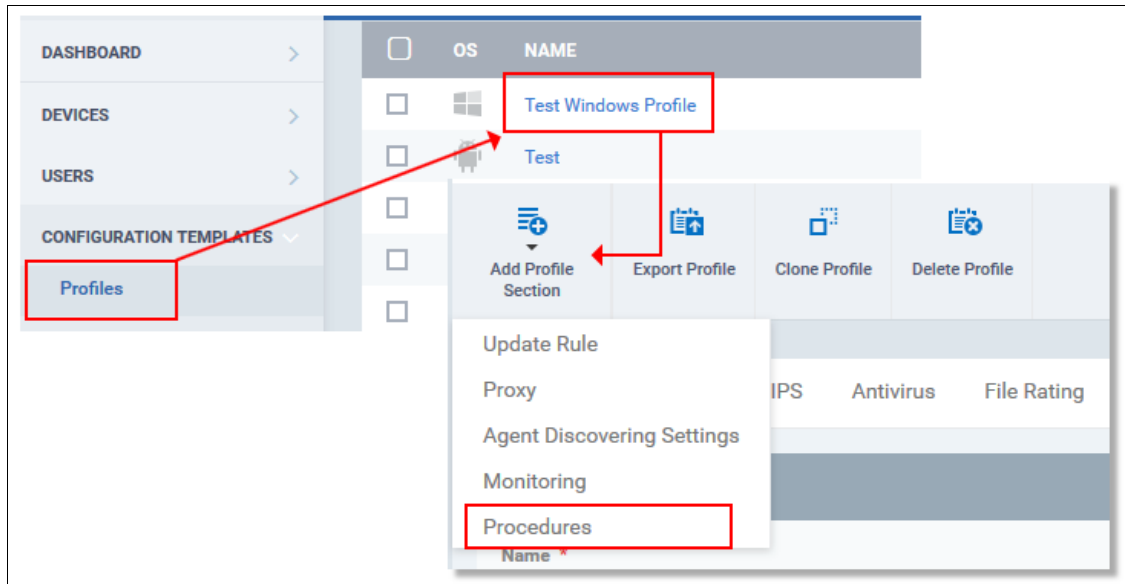 DASHBOARD
DEVICES
USERS
CONFIGURATION TEMPLATES
Profiles
OS NAME
Test Windows Profile
Test
Add Profile
Section
Export Profile
Clone Profile
Delete Profile
Update Rule
Proxy
Agent Discovering Settings
Monitoring
Procedures
IPS Antivirus File Rating
Name *